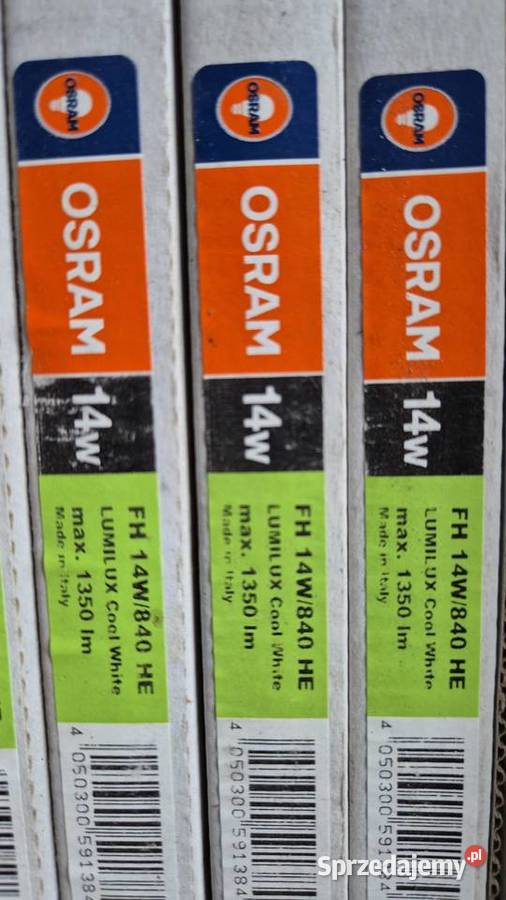 OSRAM
OSRAM
14W
FH 14W/840 HE
LUMILUX Cool White
max. 1350 lm
Made in Italy
4 050300 591384
OSRAM
OSRAM
14W
FH 14W/840 HE
LUMILUX Cool White
max. 1350 lm
Made in Italy
4 050300 591384
OSRAM
OSRAM
14W
FH 14W/840 HE
LUMILUX Cool White
max. 1350 lm
Made in Italy
4 050300
Sprzedajemy.pl